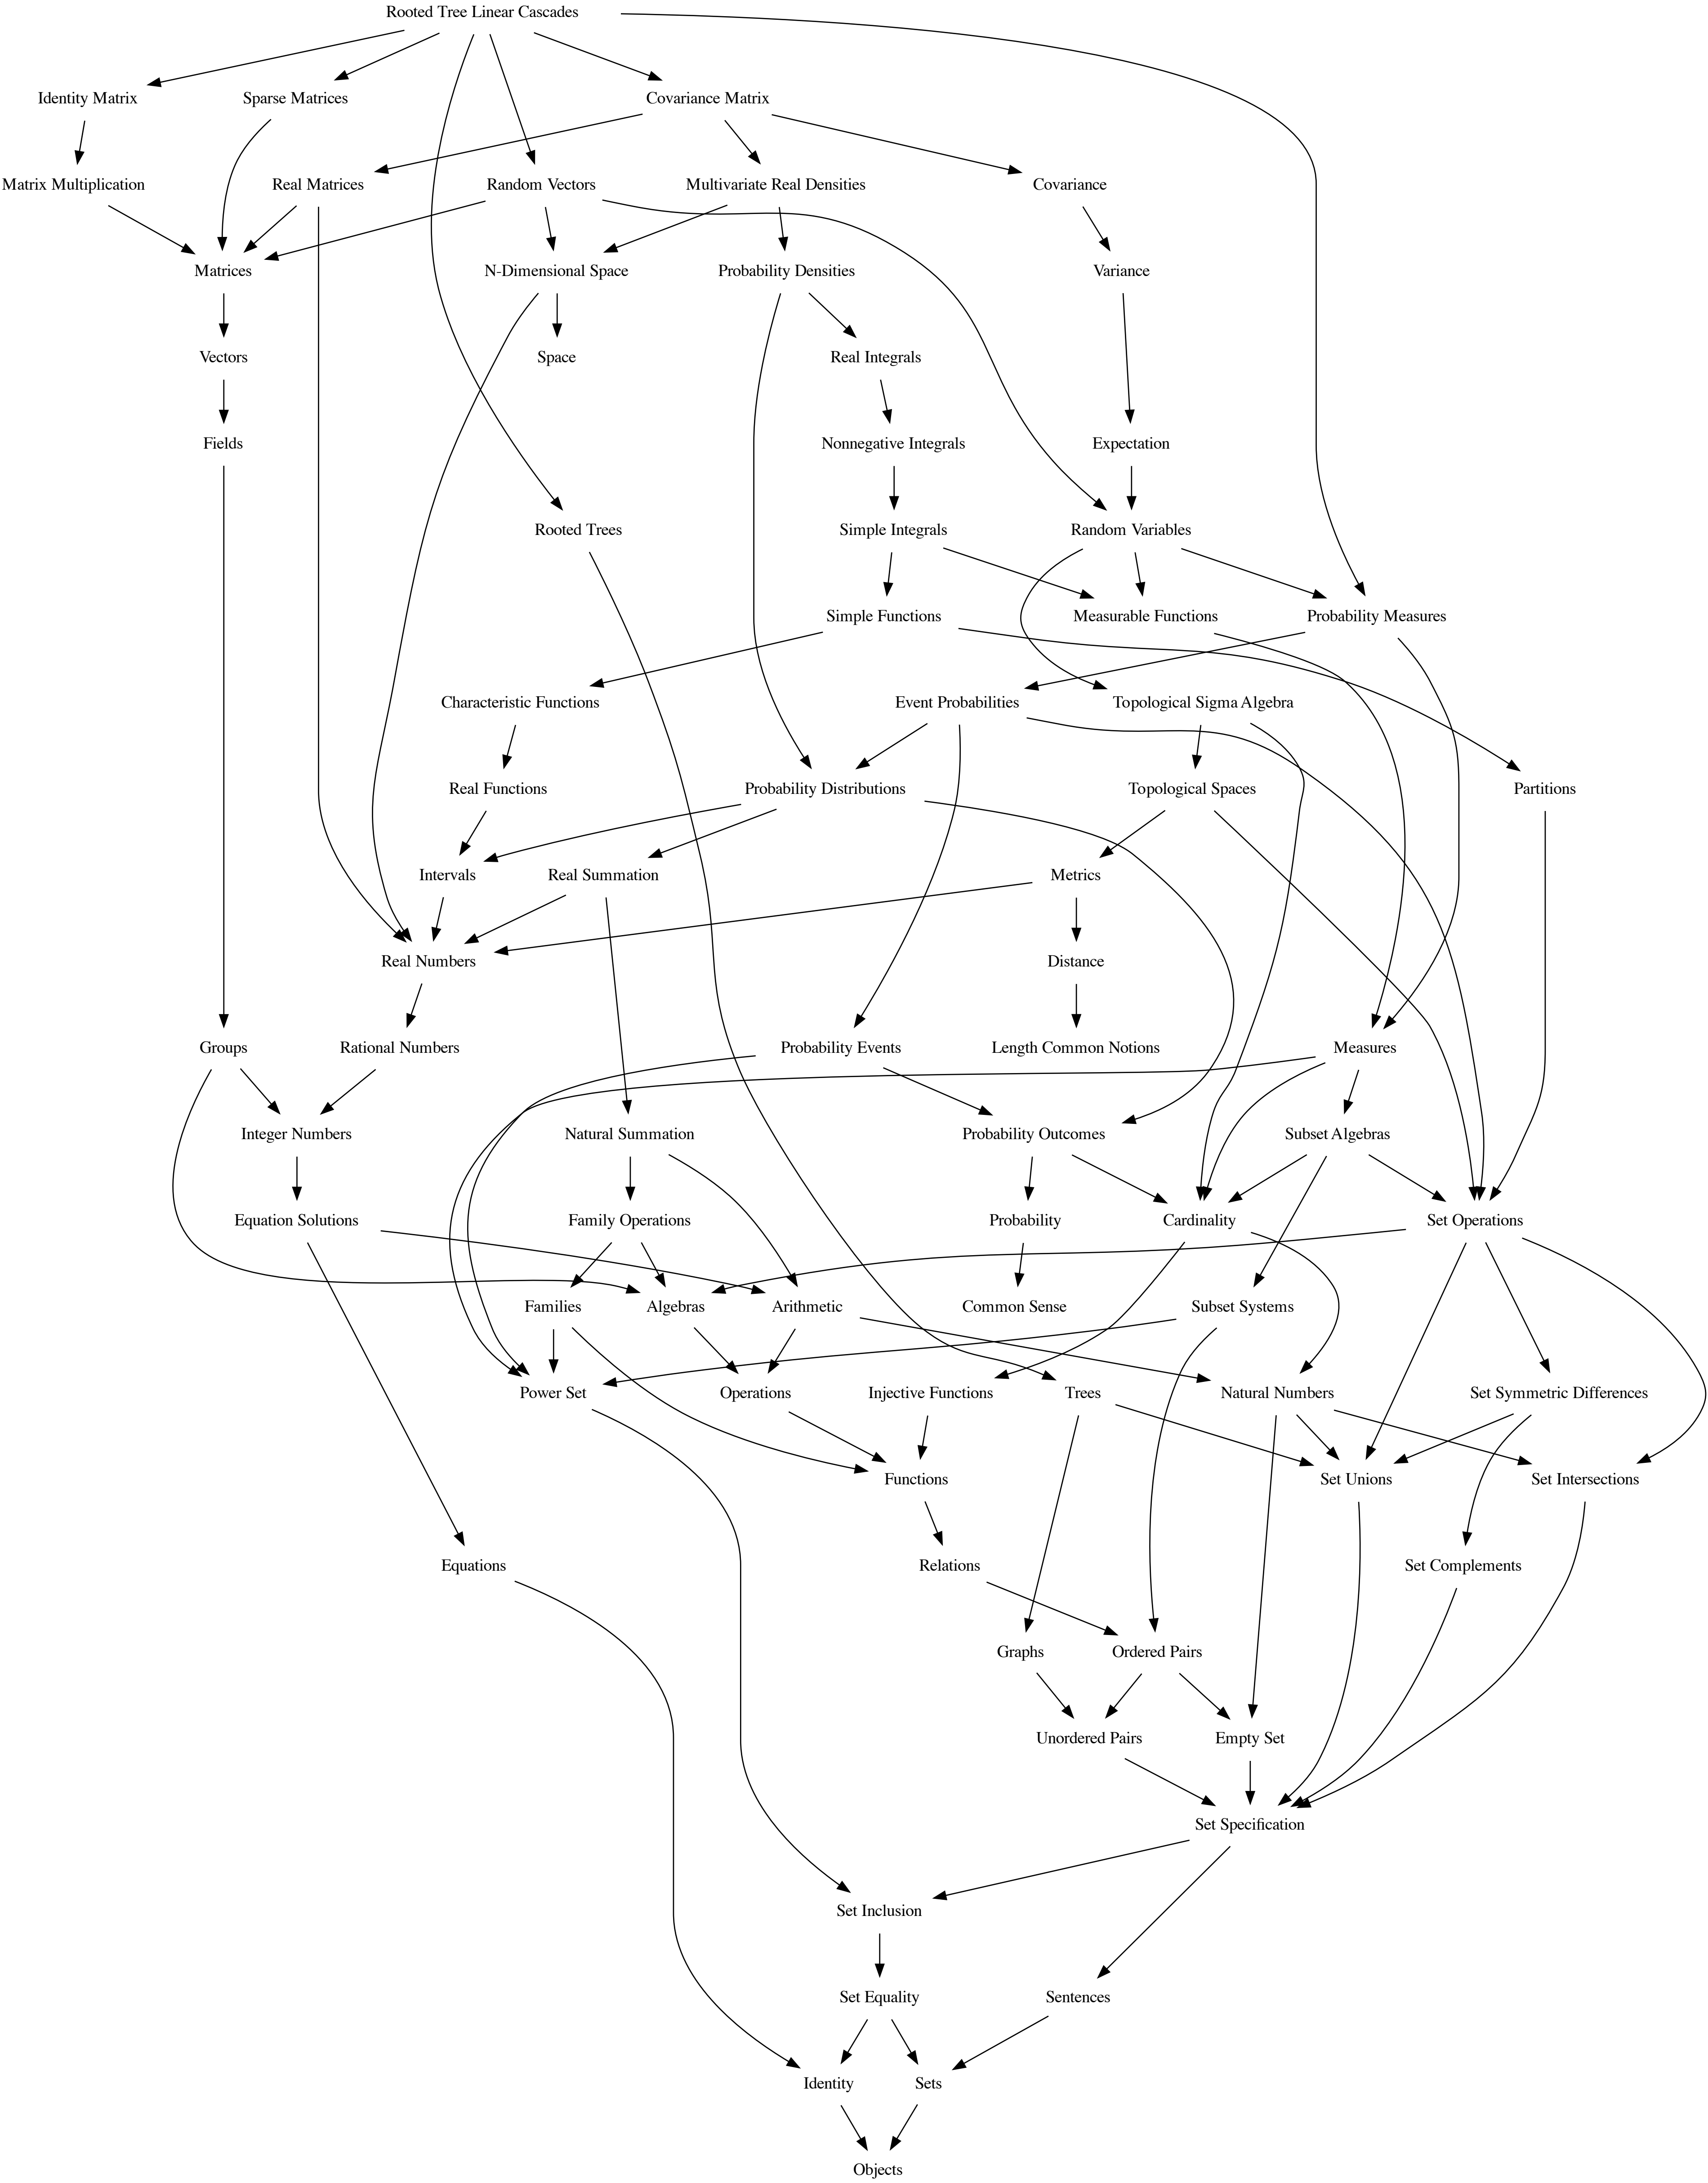 Rooted Tree Linear Cascades
Identity Matrix
Sparse Matrices
Covariance Matrix
Matrix Multiplication
Real Matrices
Random Vectors
Multivariate Real Densities
Covariance
Matrices
N-Dimensional Space
Probability Densities
Variance
Vectors
Space
Real Integrals
Fields
Nonnegative Integrals
Expectation
Rooted Trees
Simple Integrals
Random Variables
Simple Functions
Measurable Functions
Probability Measures
Characteristic Functions
Event Probabilities
Topological Sigma Algebra
Real Functions
Probability Distributions
Topological Spaces
Partitions
Intervals
Real Summation
Metrics
Real Numbers
Distance
Groups
Rational Numbers
Probability Events
Length Common Notions
Measures
Integer Numbers
Natural Summation
Probability Outcomes
Subset Algebras
Equation Solutions
Family Operations
Probability
Cardinality
Set Operations
Families
Algebras
Arithmetic
Common Sense
Subset Systems
Power Set
Operations
Injective Functions
Trees
Natural Numbers
Set Symmetric Differences
Functions
Set Unions
Set Intersections
Equations
Relations
Set Complements
Graphs
Ordered Pairs
Unordered Pairs
Empty Set
Set Specification
Set Inclusion
Set Equality
Sentences
Identity
Sets
Objects